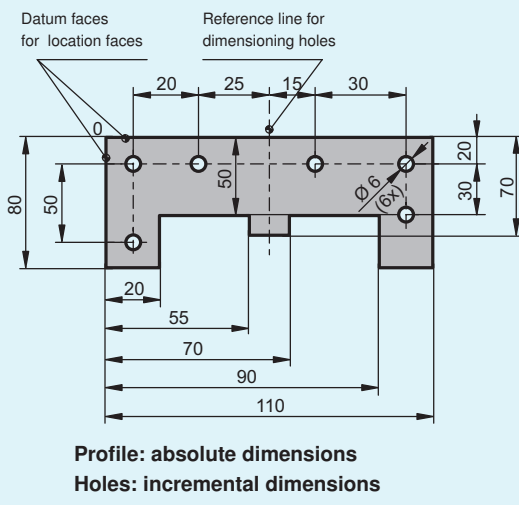 Datum faces
for location faces
Reference line for
dimensioning holes
20 25 15 30
0
80 50 50 Ø 6 (6x) 20 30 70
20
55
70
90
110
Profile: absolute dimensions
Holes: incremental dimensions